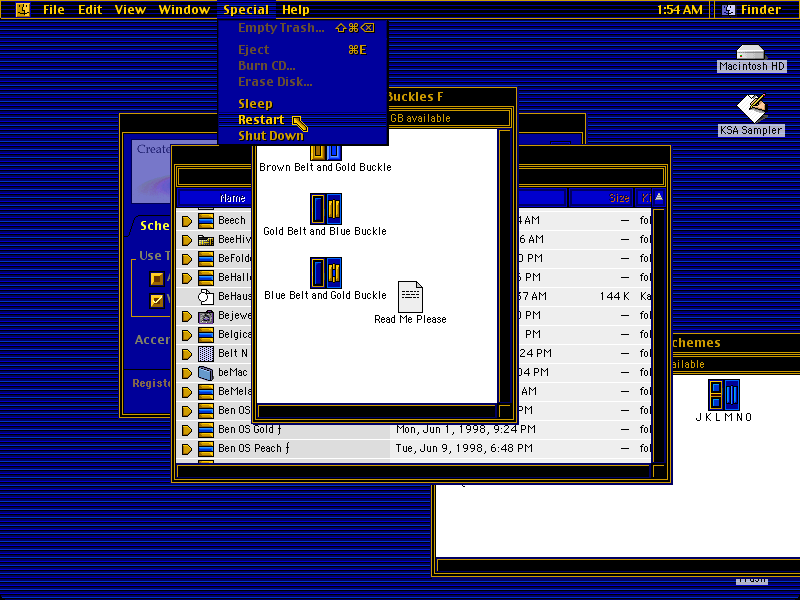 File Edit View Window Special Help
1:54 AM Finder
Empty Trash... ⇧⌘⌫
Eject ⌘E
Burn CD...
Erase Disk...
Sleep
Restart
Shut Down
Macintosh HD
KSA Sampler
Buckles F
GB available
Brown Belt and Gold Buckle
Gold Belt and Blue Buckle
Blue Belt and Gold Buckle
Read Me Please
Create
Sche
Use T
Accer
Registe
Name Size Ki
Beech 4 AM — fol
BeeHiv 6 AM — fol
BeFold 0 PM — fol
BeHalle 5 PM — fol
BeHaus 37 AM 144 K Ka
Bejewe 0 PM — fol
Belgica PM — fol
Belt N 24 PM — fol
beMac 04 PM — fol
BeMela AM — fol
Ben OS PM — fol
Ben OS Gold ƒ Mon, Jun 1, 1998, 9:24 PM — fol
Ben OS Peach ƒ Tue, Jun 9, 1998, 6:48 PM — fol
chemes
ailable
J K L M N O
Trash